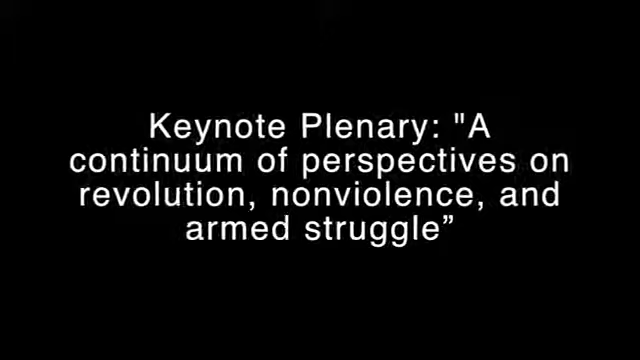 Keynote Plenary: "A
continuum of perspectives on
revolution, nonviolence, and
armed struggle”